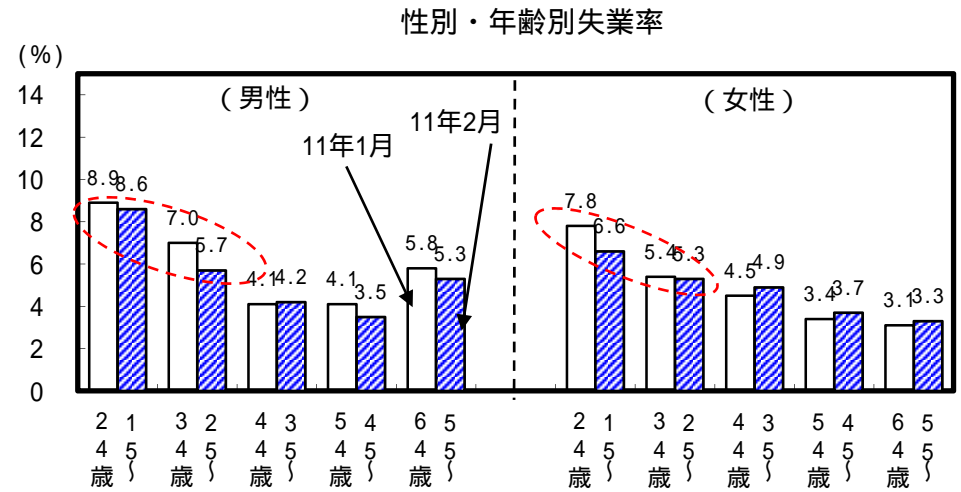 性別・年齢別失業率
(%)
(男性)
(女性)
11年1月
11年2月
14
12
10
8
6
4
2
0
8.9
8.6
7.0
5.7
4.1
4.2
4.1
3.5
5.8
5.3
7.8
6.6
5.4
5.3
4.5
4.9
3.4
3.7
3.1
3.3
15~
24歳
25~
34歳
35~
44歳
45~
54歳
55~
64歳
15~
24歳
25~
34歳
35~
44歳
45~
54歳
55~
64歳